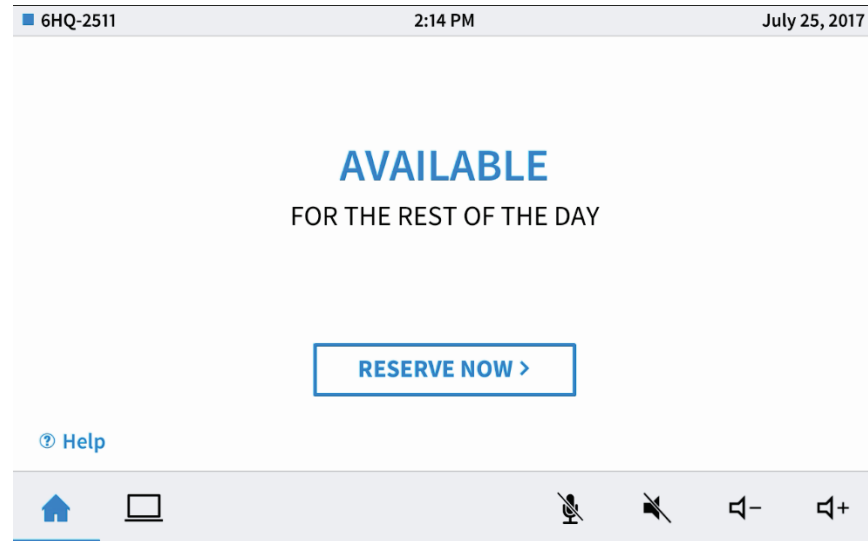 6HQ-2511 2:14 PM July 25, 2017
AVAILABLE
FOR THE REST OF THE DAY
RESERVE NOW >
? Help